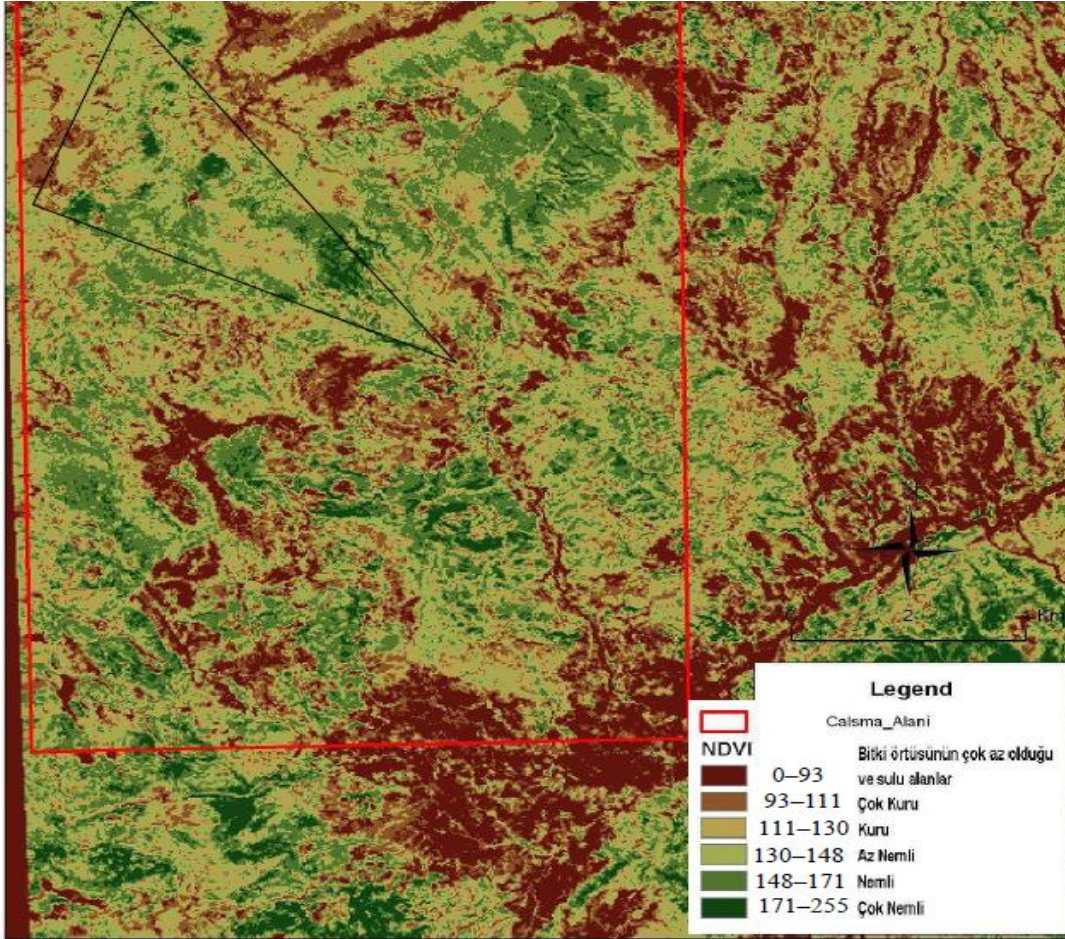 2
Km
Legend
Calsma_Alani
NDVI
Bitki örtüsünün çok az olduğu
0–93 ve sulu alanlar
93–111 Çok Kuru
111–130 Kuru
130–148 Az Nemli
148–171 Nemli
171–255 Çok Nemli